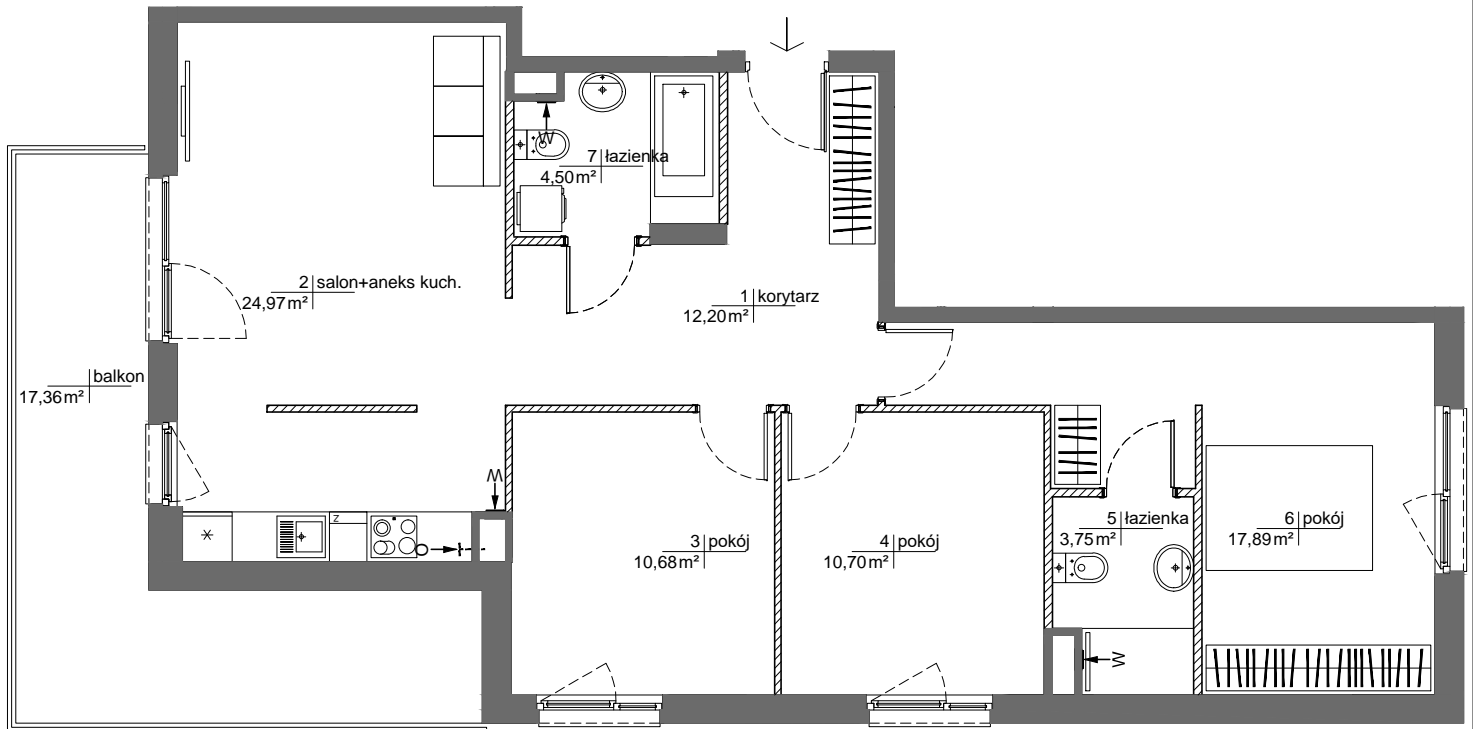 7 łazienka
4,50 m²
2 salon+aneks kuch.
24,97 m²
1 korytarz
12,20 m²
balkon
17,36 m²
W
W
Z
O
3 pokój
10,68 m²
4 pokój
10,70 m²
5 łazienka
3,75 m²
6 pokój
17,89 m²
W